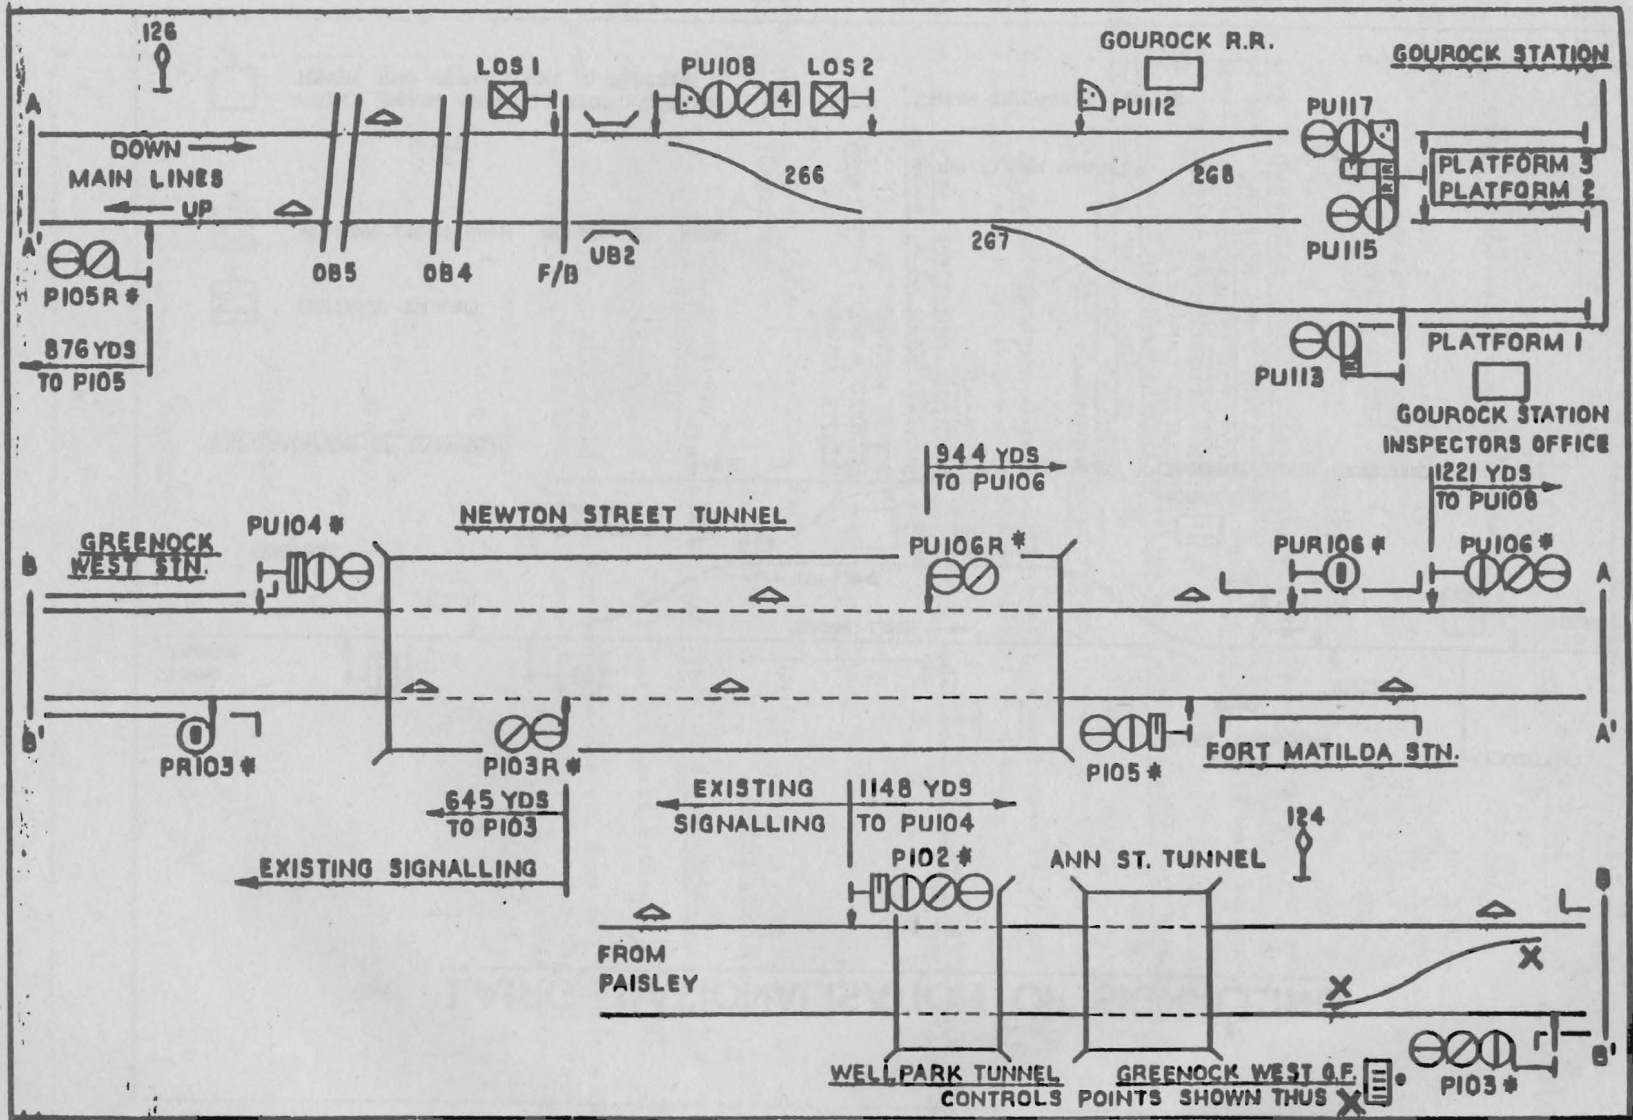 126
LOS 1
PU108
4
LOS 2
GOUROCK R.R.
PU112
GOUROCK STATION
PU117
A
DOWN
MAIN LINES
UP
A'
266
268
267
R/R
PLATFORM 3
PLATFORM 2
PU115
P105R*
OB5
OB4
F/B
UB2
876 YDS
TO P105
PU113
PLATFORM 1
GOUROCK STATION
INSPECTORS OFFICE
944 YDS
TO PU106
1221 YDS
TO PU108
PU104*
NEWTON STREET TUNNEL
GREENOCK
WEST STN.
PU106R*
PUR106*
PU106*
B
A
B'
A'
PR103*
P103R*
P105*
FORT MATILDA STN.
645 YDS
TO P103
EXISTING
SIGNALLING
1148 YDS
TO PU104
EXISTING SIGNALLING
P102*
ANN ST. TUNNEL
124
FROM
PAISLEY
B
X
X
B'
P103*
WELLPARK TUNNEL
GREENOCK WEST G.F.
CONTROLS POINTS SHOWN THUS X